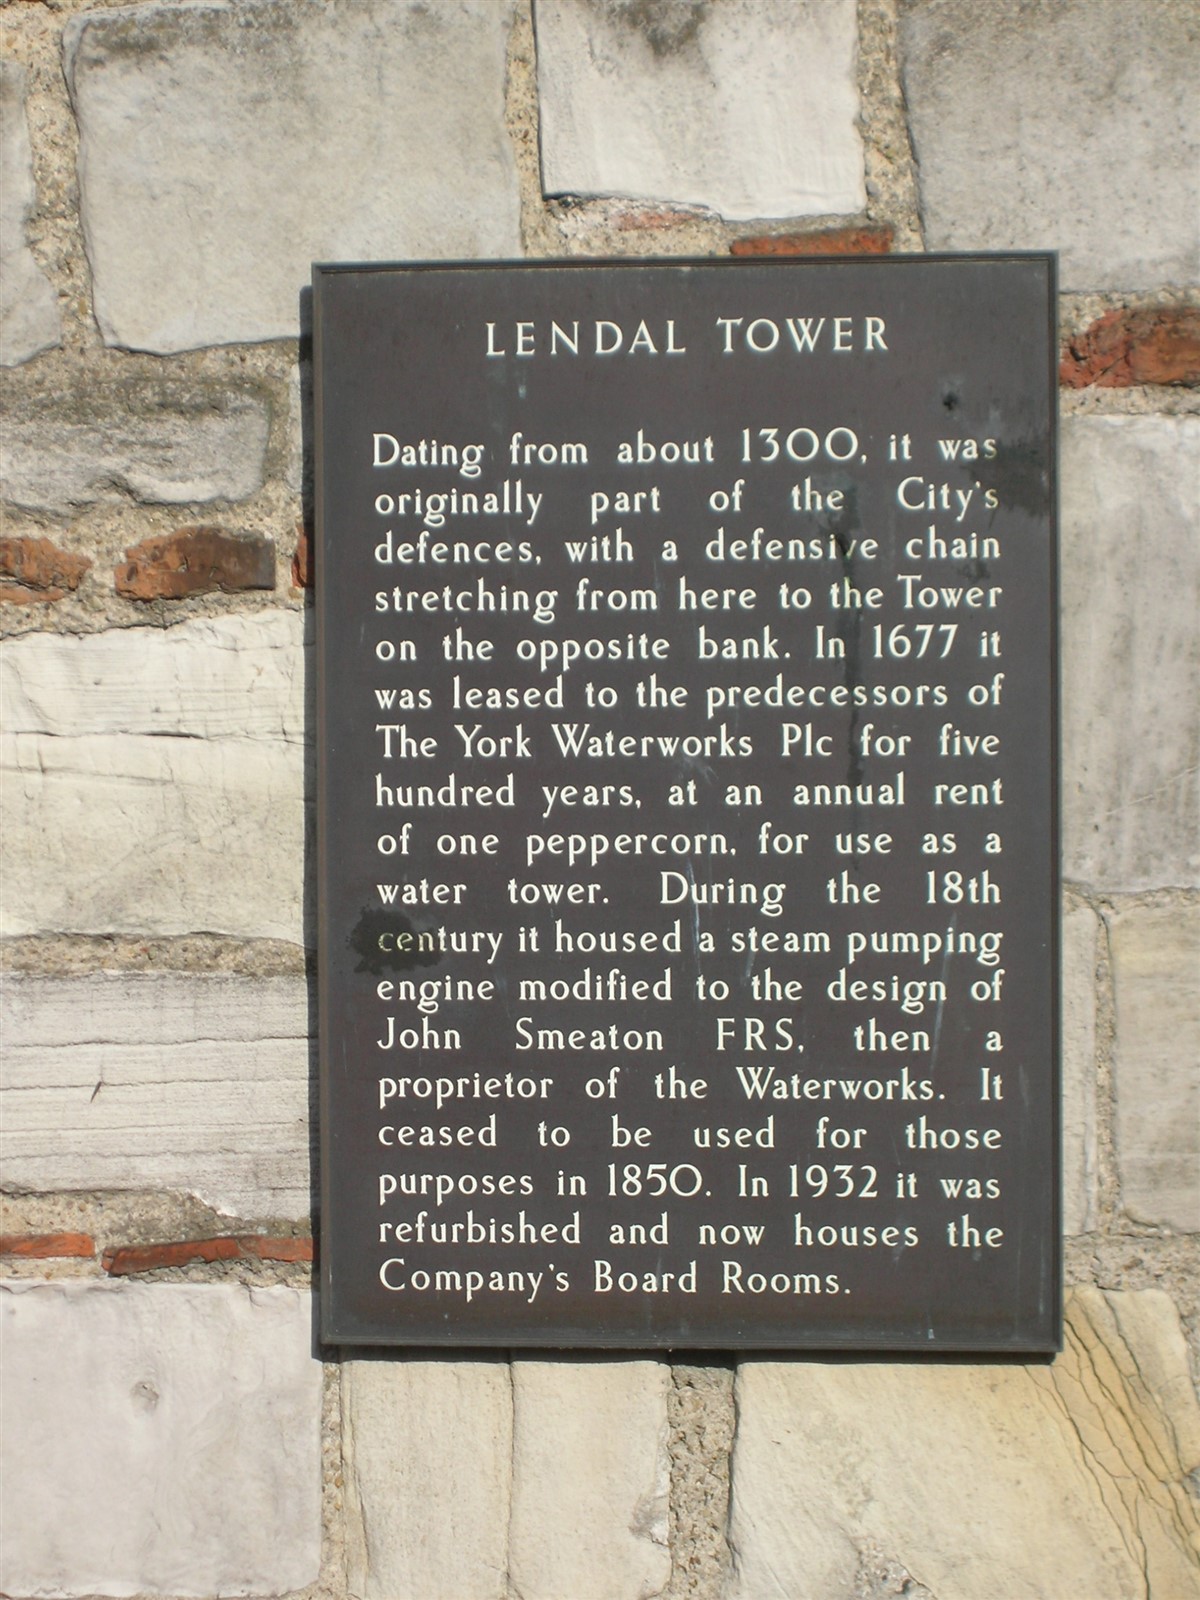 LENDAL TOWER
Dating from about 1300, it was
originally part of the City's
defences, with a defensive chain
stretching from here to the Tower
on the opposite bank. In 1677 it
was leased to the predecessors of
The York Waterworks Plc for five
hundred years, at an annual rent
of one peppercorn, for use as a
water tower. During the 18th
century it housed a steam pumping
engine modified to the design of
John Smeaton FRS, then a
proprietor of the Waterworks. It
ceased to be used for those
purposes in 1850. In 1932 it was
refurbished and now houses the
Company's Board Rooms.